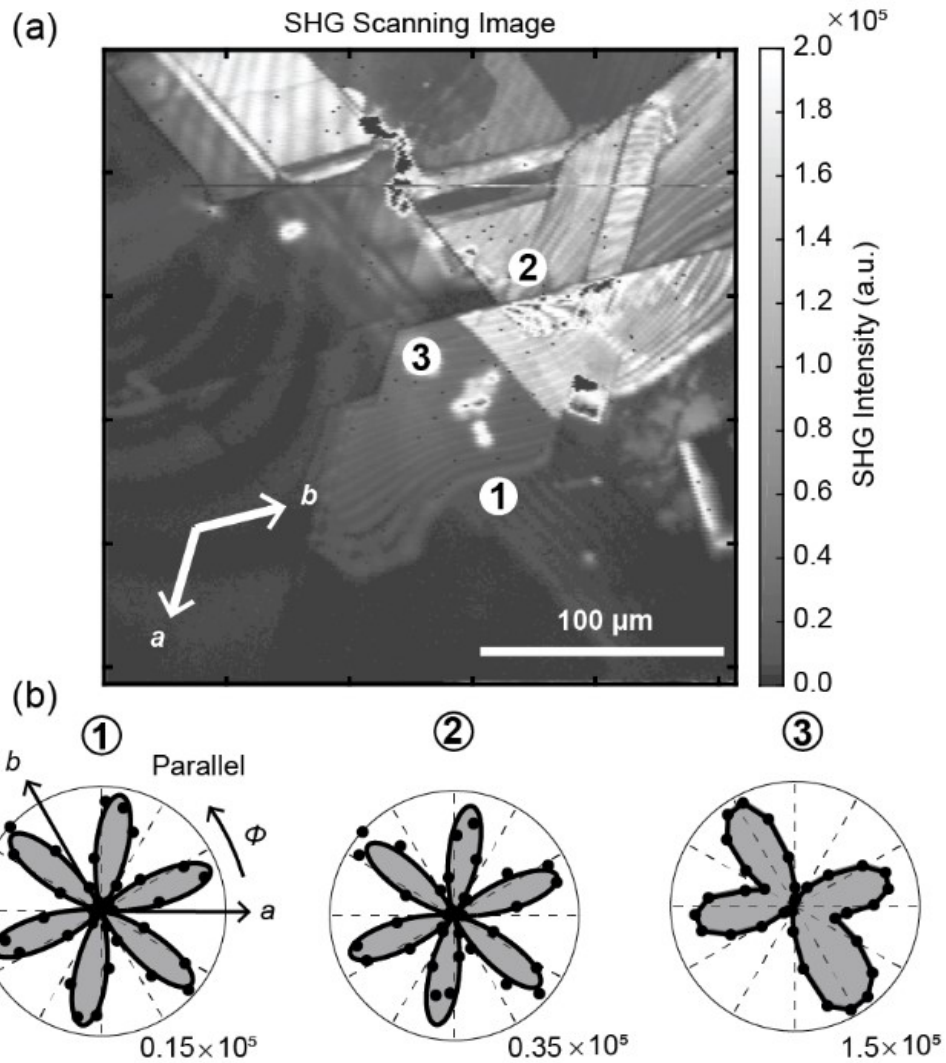 (a)
SHG Scanning Image
×10⁵
2.0
1.8
1.6
1.4
1.2
1.0
0.8
0.6
0.4
0.2
0.0
SHG Intensity (a.u.)
2
3
1
b
a
100 μm
(b)
1
2
3
b
Parallel
Φ
a
0.15×10⁵
0.35×10⁵
1.5×10⁵